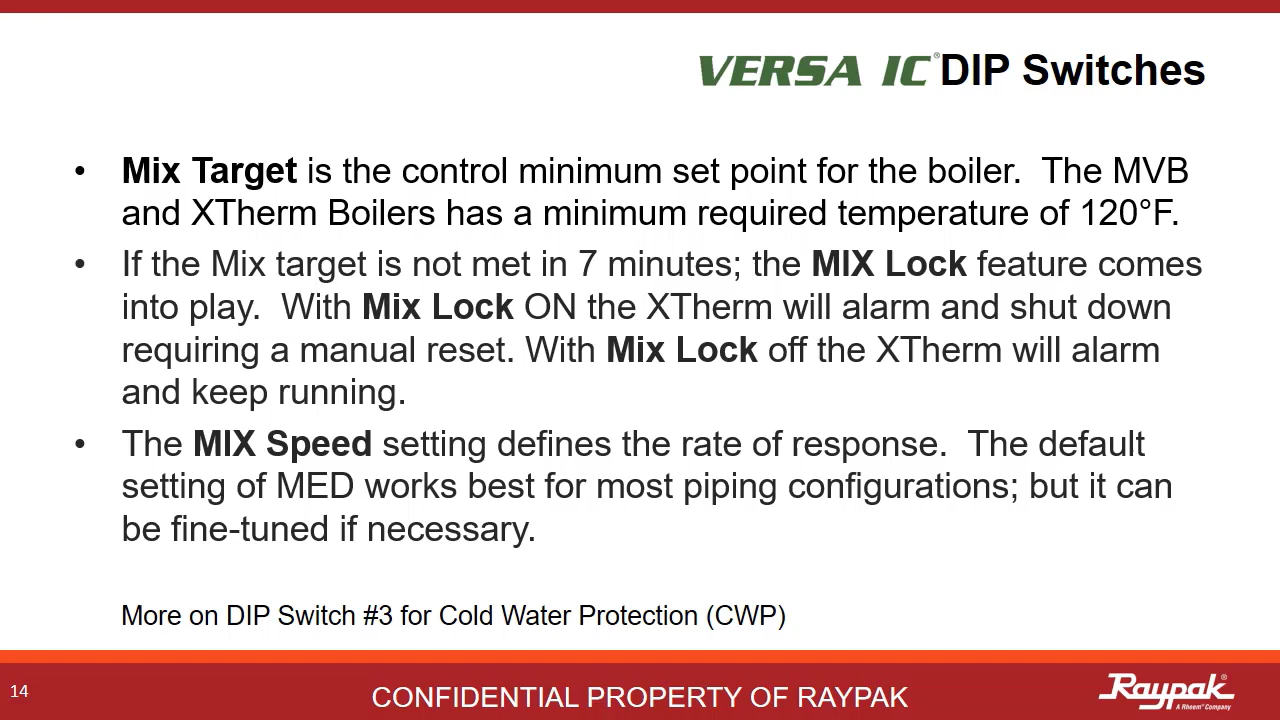 VERSA IC® DIP Switches
• Mix Target is the control minimum set point for the boiler.  The MVB
and XTherm Boilers has a minimum required temperature of 120°F.
• If the Mix target is not met in 7 minutes; the MIX Lock feature comes
into play.  With Mix Lock ON the XTherm will alarm and shut down
requiring a manual reset. With Mix Lock off the XTherm will alarm
and keep running.
• The MIX Speed setting defines the rate of response.  The default
setting of MED works best for most piping configurations; but it can
be fine-tuned if necessary.
More on DIP Switch #3 for Cold Water Protection (CWP)
14
CONFIDENTIAL PROPERTY OF RAYPAK
Raypak®
A Rheem® Company